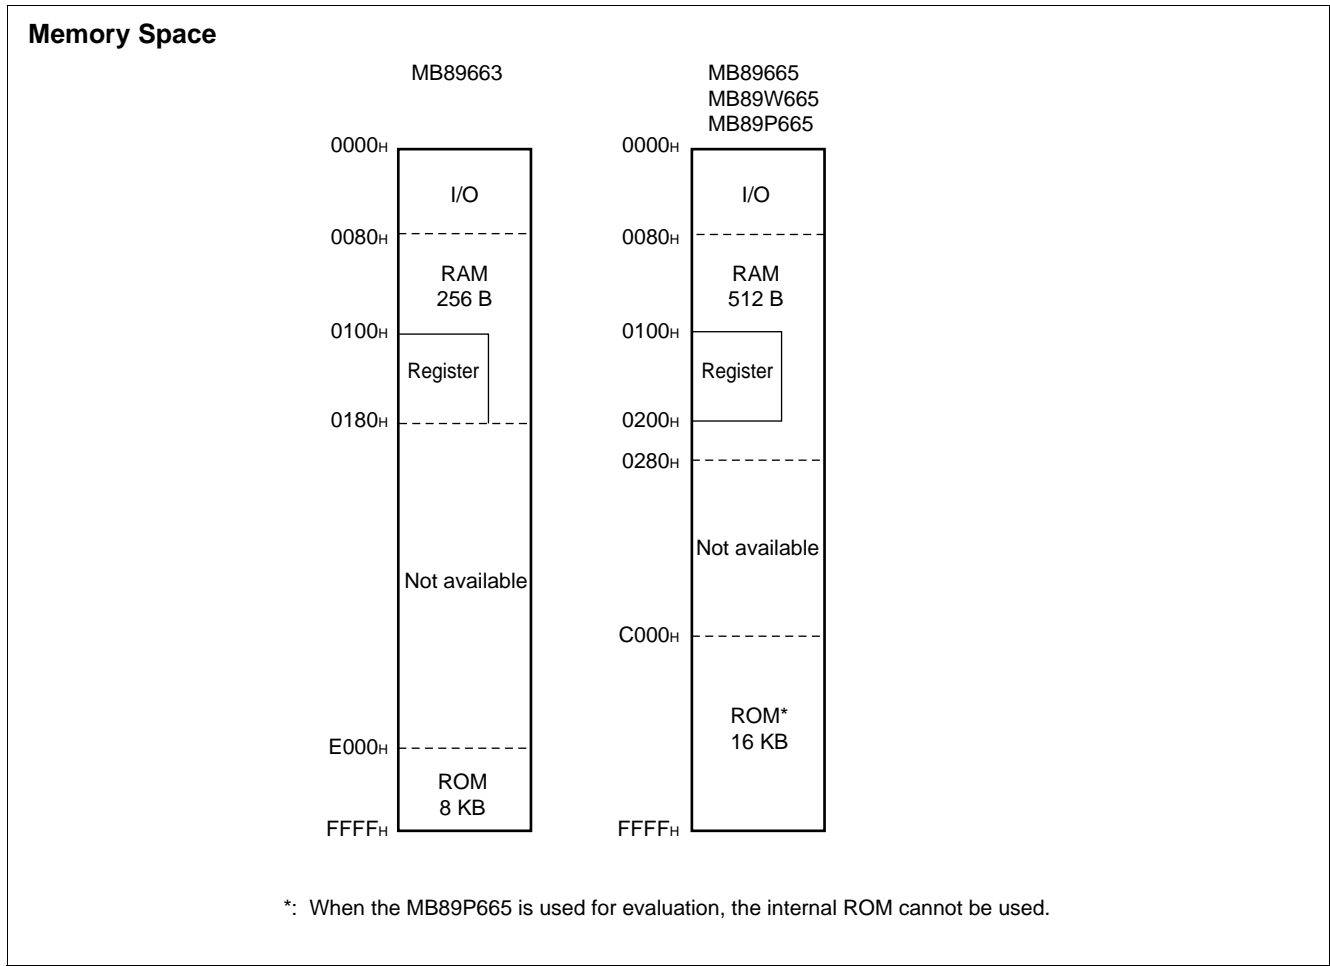 Memory Space
MB89663
0000H
I/O
0080H
RAM
256 B
0100H
Register
0180H
Not available
E000H
ROM
8 KB
FFFFH
MB89665
MB89W665
MB89P665
0000H
I/O
0080H
RAM
512 B
0100H
Register
0200H
0280H
Not available
C000H
ROM*
16 KB
FFFFH
*: When the MB89P665 is used for evaluation, the internal ROM cannot be used.